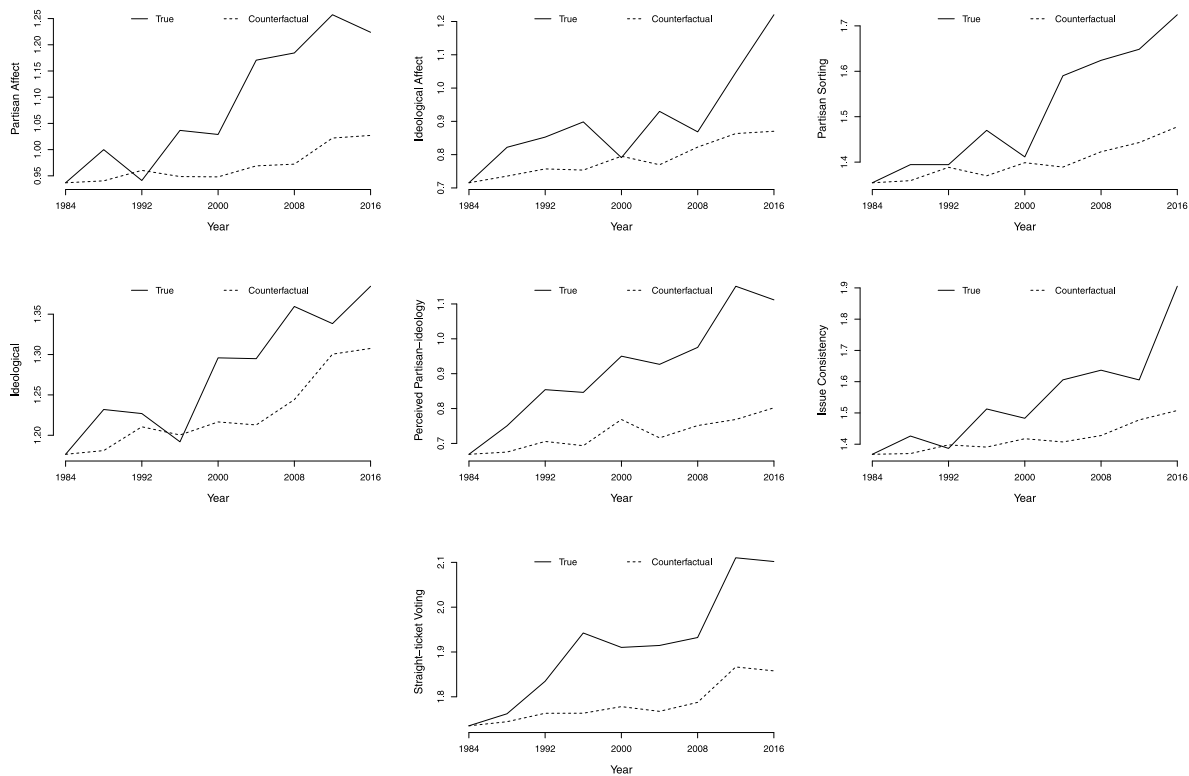 True Counterfactual
Partisan Affect
0.95 1.00 1.05 1.10 1.15 1.20 1.25
1984 1992 2000 2008 2016
Year
True Counterfactual
Ideological Affect
0.7 0.8 0.9 1.0 1.1 1.2
1984 1992 2000 2008 2016
Year
True Counterfactual
Partisan Sorting
1.4 1.5 1.6 1.7
1984 1992 2000 2008 2016
Year
True Counterfactual
Ideological
1.20 1.25 1.30 1.35
1984 1992 2000 2008 2016
Year
True Counterfactual
Perceived Partisan−ideology
0.7 0.8 0.9 1.0 1.1
1984 1992 2000 2008 2016
Year
True Counterfactual
Issue Consistency
1.4 1.5 1.6 1.7 1.8 1.9
1984 1992 2000 2008 2016
Year
True Counterfactual
Straight−ticket Voting
1.8 1.9 2.0 2.1
1984 1992 2000 2008 2016
Year